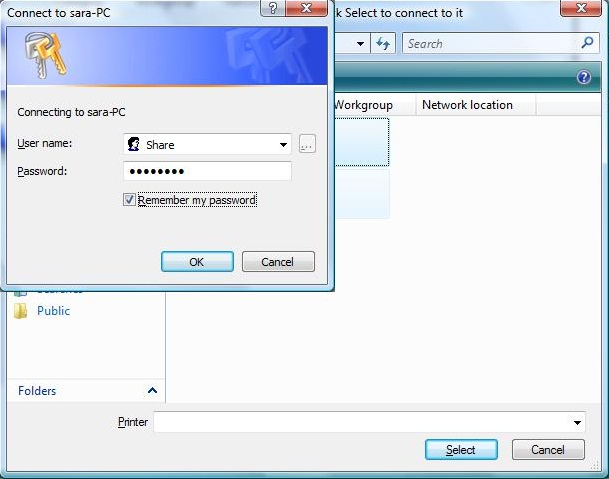 Connect to sara-PC
k Select to connect to it
Search
Connecting to sara-PC
Workgroup
Network location
User name:
Share
Password:
••••••••
Remember my password
OK
Cancel
Public
Folders
Printer
Select
Cancel